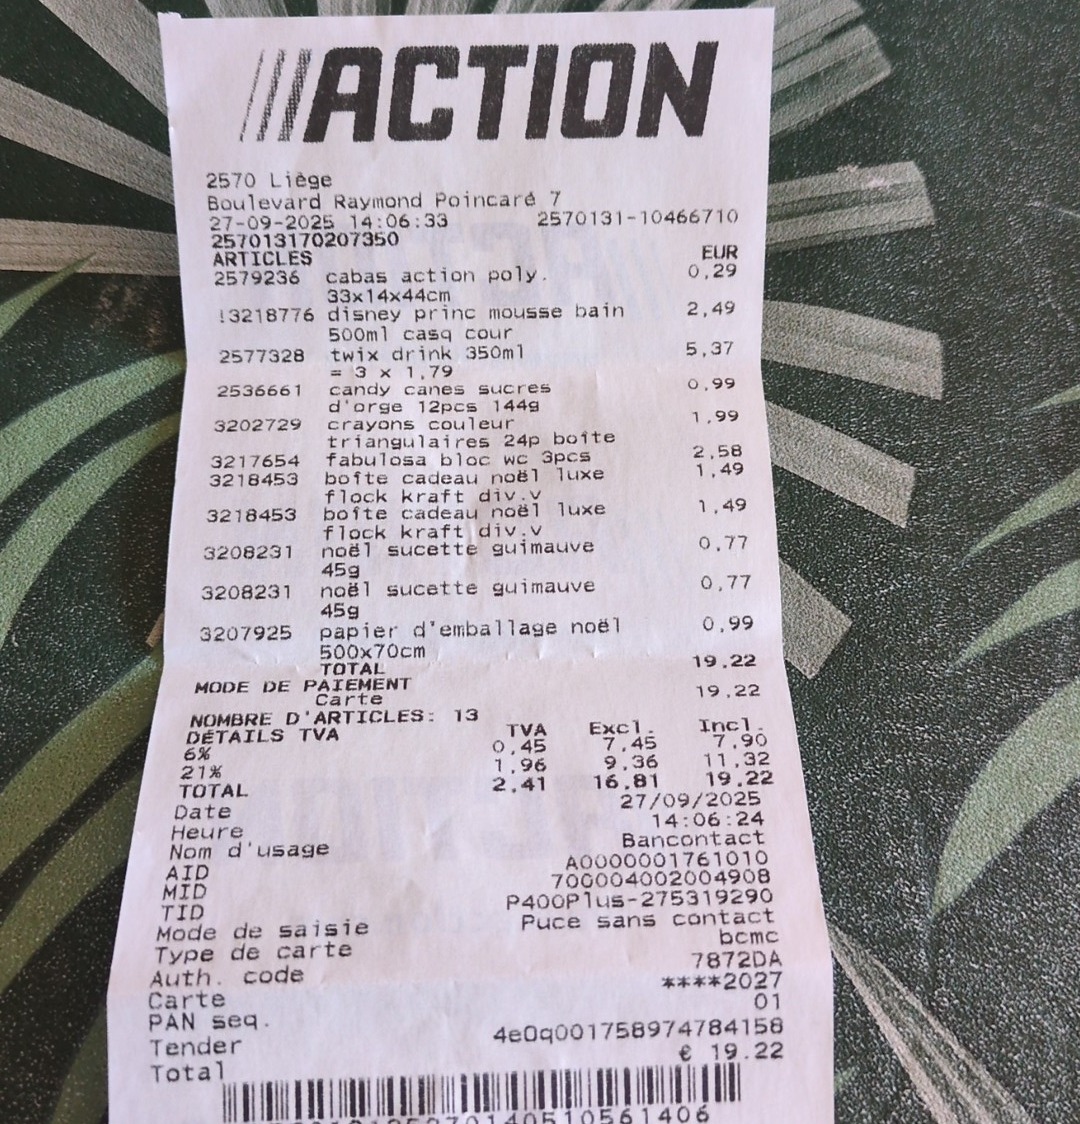 ACTION
2570 Liège
Boulevard Raymond Poincaré 7
27-09-2025 14:06:33 2570131-10466710
257013170207350
ARTICLES EUR
2579236 cabas action poly. 0,29
33x14x44cm
!3218776 disney princ mousse bain 2,49
500ml casq cour
2577328 twix drink 350ml 5,37
= 3 x 1,79
2536661 candy canes sucres 0,99
d'orge 12pcs 144g
3202729 crayons couleur 1,99
triangulaires 24p boîte
3217654 fabulosa bloc wc 3pcs 2,58
3218453 boîte cadeau noël luxe 1,49
flock kraft div.v
3218453 boîte cadeau noël luxe 1,49
flock kraft div.v
3208231 noël sucette guimauve 0,77
45g
3208231 noël sucette guimauve 0,77
45g
3207925 papier d'emballage noël 0,99
500x70cm
TOTAL 19,22
MODE DE PAIEMENT
Carte 19,22
NOMBRE D'ARTICLES: 13
DÉTAILS TVA TVA Excl. Incl.
6% 0,45 7,45 7,90
21% 1,96 9,36 11,32
TOTAL 2,41 16,81 19,22
Date 27/09/2025
Heure 14:06:24
Nom d'usage Bancontact
AID A0000001761010
MID 700004002004908
TID P400Plus-275319290
Mode de saisie Puce sans contact
Type de carte bcmc
Auth. code 7872DA
Carte ****2027
PAN seq. 01
Tender 4e0q001758974784158
Total € 19.22